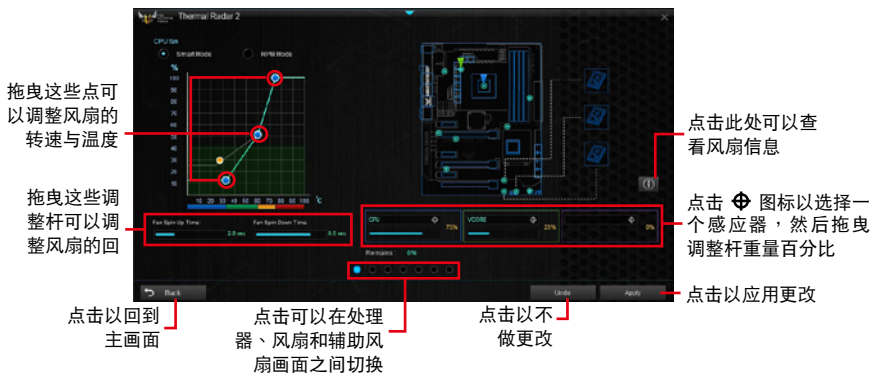 Thermal Radar 2
CPU fan
Smart Mode
RPM Mode
%
100
90
80
70
60
50
40
30
20
10
10 20 30 40 50 60 70 80 90 100 °c
拖曳这些点可
以调整风扇的
转速与温度
拖曳这些调
整杆可以调
整风扇的回
Fan Spin Up Time:
2.8 sec
Fan Spin Down Time:
8.5 sec
CPU
75%
VCORE
25%
0%
Remains : 0%
Back
Undo
Apply
点击此处可以查
看风扇信息
点击 图标以选择一
个感应器，然后拖曳
调整杆重量百分比
点击以应用更改
点击以回到
主画面
点击可以在处理
器、风扇和辅助风
扇画面之间切换
点击以不
做更改